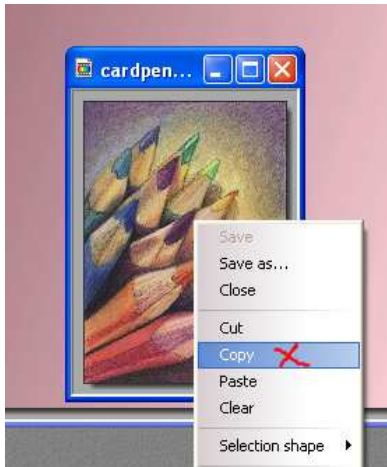 cardpen...
Save
Save as...
Close
Cut
Copy
Paste
Clear
Selection shape